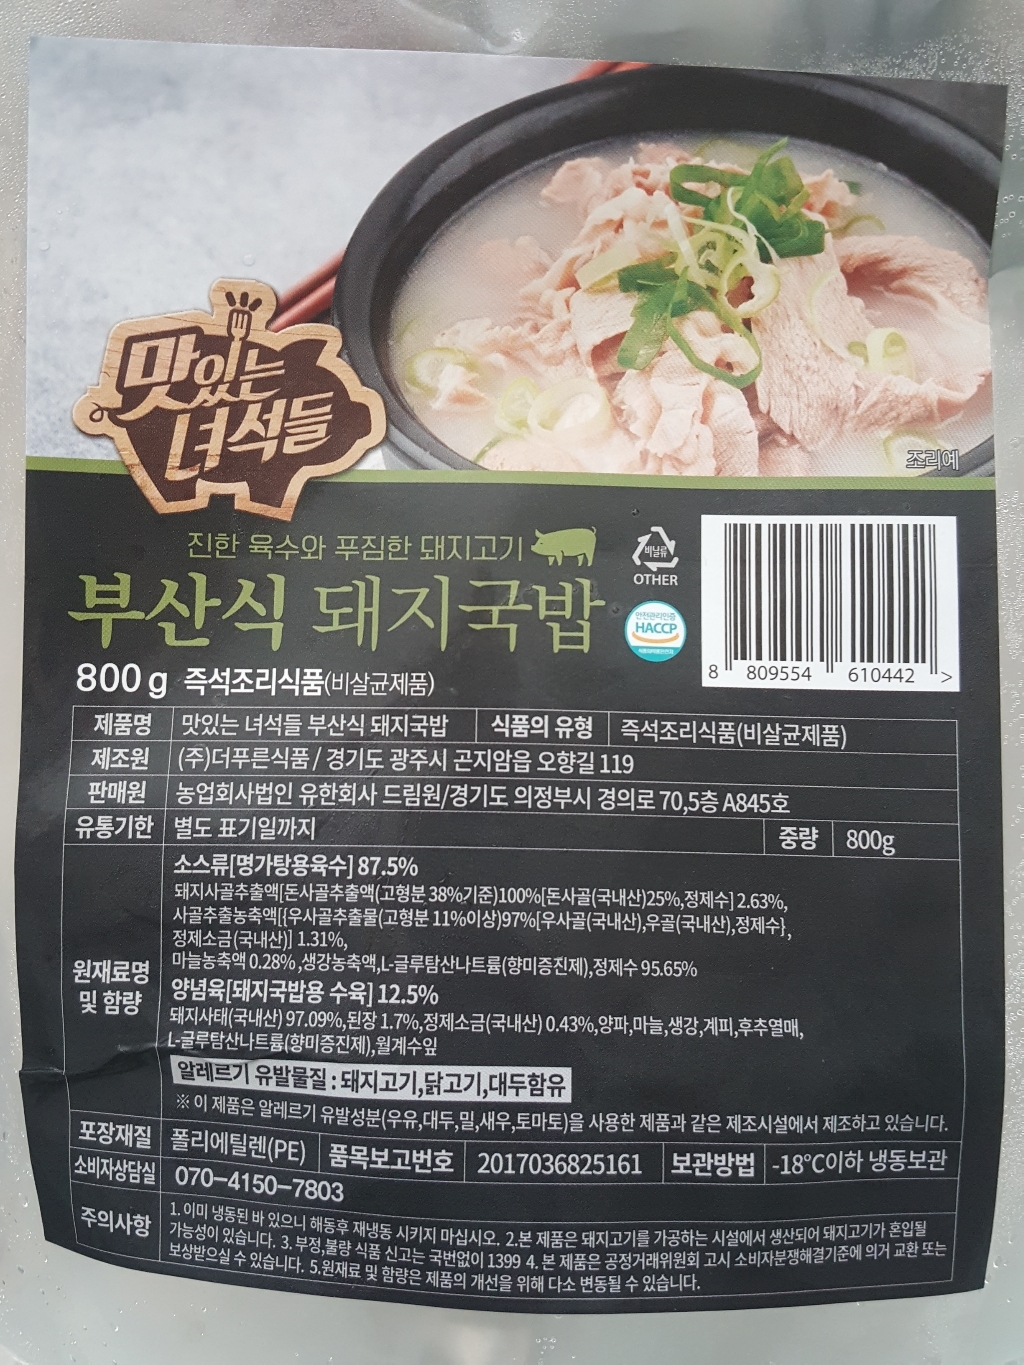 맛있는
녀석들
조리예
진한 육수와 푸짐한 돼지고기
부산식 돼지국밥
비닐류
OTHER
안전관리인증
HACCP
8 809554 610442 >
800g 즉석조리식품(비살균제품)
제품명 맛있는 녀석들 부산식 돼지국밥 식품의 유형 즉석조리식품(비살균제품)
제조원 (주)더푸른식품 / 경기도 광주시 곤지암읍 오향길 119
판매원 농업회사법인 유한회사 드림원/경기도 의정부시 경의로 70,5층 A845호
유통기한 별도 표기일까지 중량 800g
원재료명 및 함량
소스류[명가탕용육수] 87.5%
돼지사골추출액[돈사골추출액(고형분 38%기준)100%[돈사골(국내산)25%,정제수] 2.63%,
사골추출농축액[{우사골추출물(고형분 11%이상)97%[우사골(국내산),우골(국내산),정제수},
정제소금(국내산)] 1.31%,
마늘농축액 0.28%,생강농축액,L-글루탐산나트륨(향미증진제),정제수 95.65%
양념육[돼지국밥용 수육] 12.5%
돼지사태(국내산) 97.09%,된장 1.7%,정제소금(국내산) 0.43%,양파,마늘,생강,계피,후추열매,
L-글루탐산나트륨(향미증진제),월계수잎
알레르기 유발물질 : 돼지고기,닭고기,대두함유
※ 이 제품은 알레르기 유발성분(우유,대두,밀,새우,토마토)을 사용한 제품과 같은 제조시설에서 제조하고 있습니다.
포장재질 폴리에틸렌(PE) 품목보고번호 2017036825161 보관방법 -18℃이하 냉동보관
소비자상담실 070-4150-7803
주의사항
1. 이미 냉동된 바 있으니 해동후 재냉동 시키지 마십시오. 2.본 제품은 돼지고기를 가공하는 시설에서 생산되어 돼지고기가 혼입될
가능성이 있습니다. 3. 부정,불량 식품 신고는 국번없이 1399 4. 본 제품은 공정거래위원회 고시 소비자분쟁해결기준에 의거 교환 또는
보상받으실 수 있습니다. 5.원재료 및 함량은 제품의 개선을 위해 다소 변동될 수 있습니다.